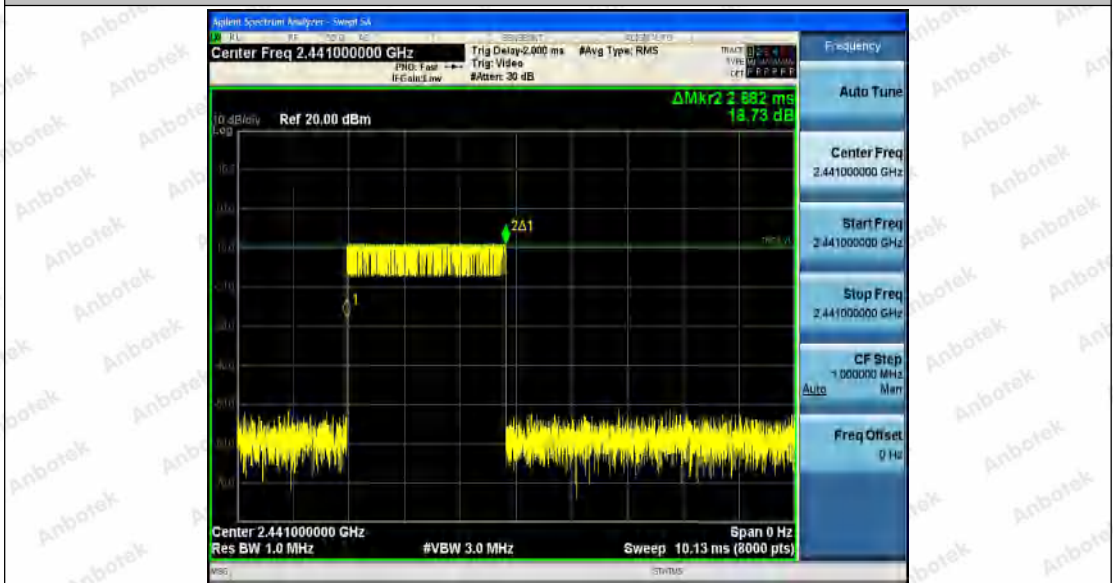 Agilent Spectrum Analyzer - Swept SA
Center Freq 2.441000000 GHz
PNO: Fast
IFGain:Low
Trig Delay-2.000 ms
Trig: Video
#Atten: 30 dB
#Avg Type: RMS
TRACE
TYPE
DET P P P P P P
ΔMkr2 2.882 ms
18.73 dB
10 dB/div
Log
Ref 20.00 dBm
2Δ1
1
Center 2.441000000 GHz
Res BW 1.0 MHz
#VBW 3.0 MHz
Span 0 Hz
Sweep 10.13 ms (8000 pts)
MSG
STATUS
Frequency
Auto Tune
Center Freq
2.441000000 GHz
Start Freq
2.441000000 GHz
Stop Freq
2.441000000 GHz
CF Step
1.000000 MHz
Auto Man
Freq Offset
0 Hz
Anbotek